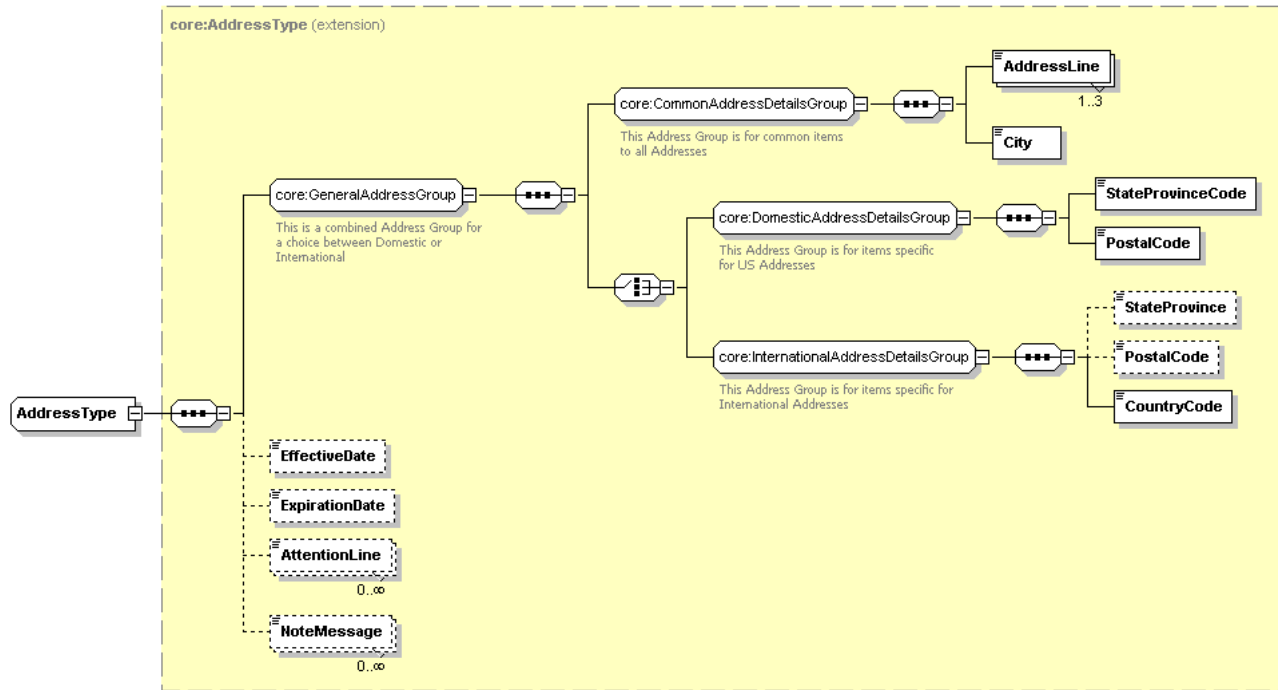 core:AddressType (extension)
AddressLine
1..3
core:CommonAddressDetailsGroup
This Address Group is for common items
to all Addresses
City
core:GeneralAddressGroup
This is a combined Address Group for
a choice between Domestic or
International
StateProvinceCode
core:DomesticAddressDetailsGroup
This Address Group is for items specific
for US Addresses
PostalCode
StateProvince
core:InternationalAddressDetailsGroup
This Address Group is for items specific for
International Addresses
PostalCode
CountryCode
AddressType
EffectiveDate
ExpirationDate
AttentionLine
0..∞
NoteMessage
0..∞